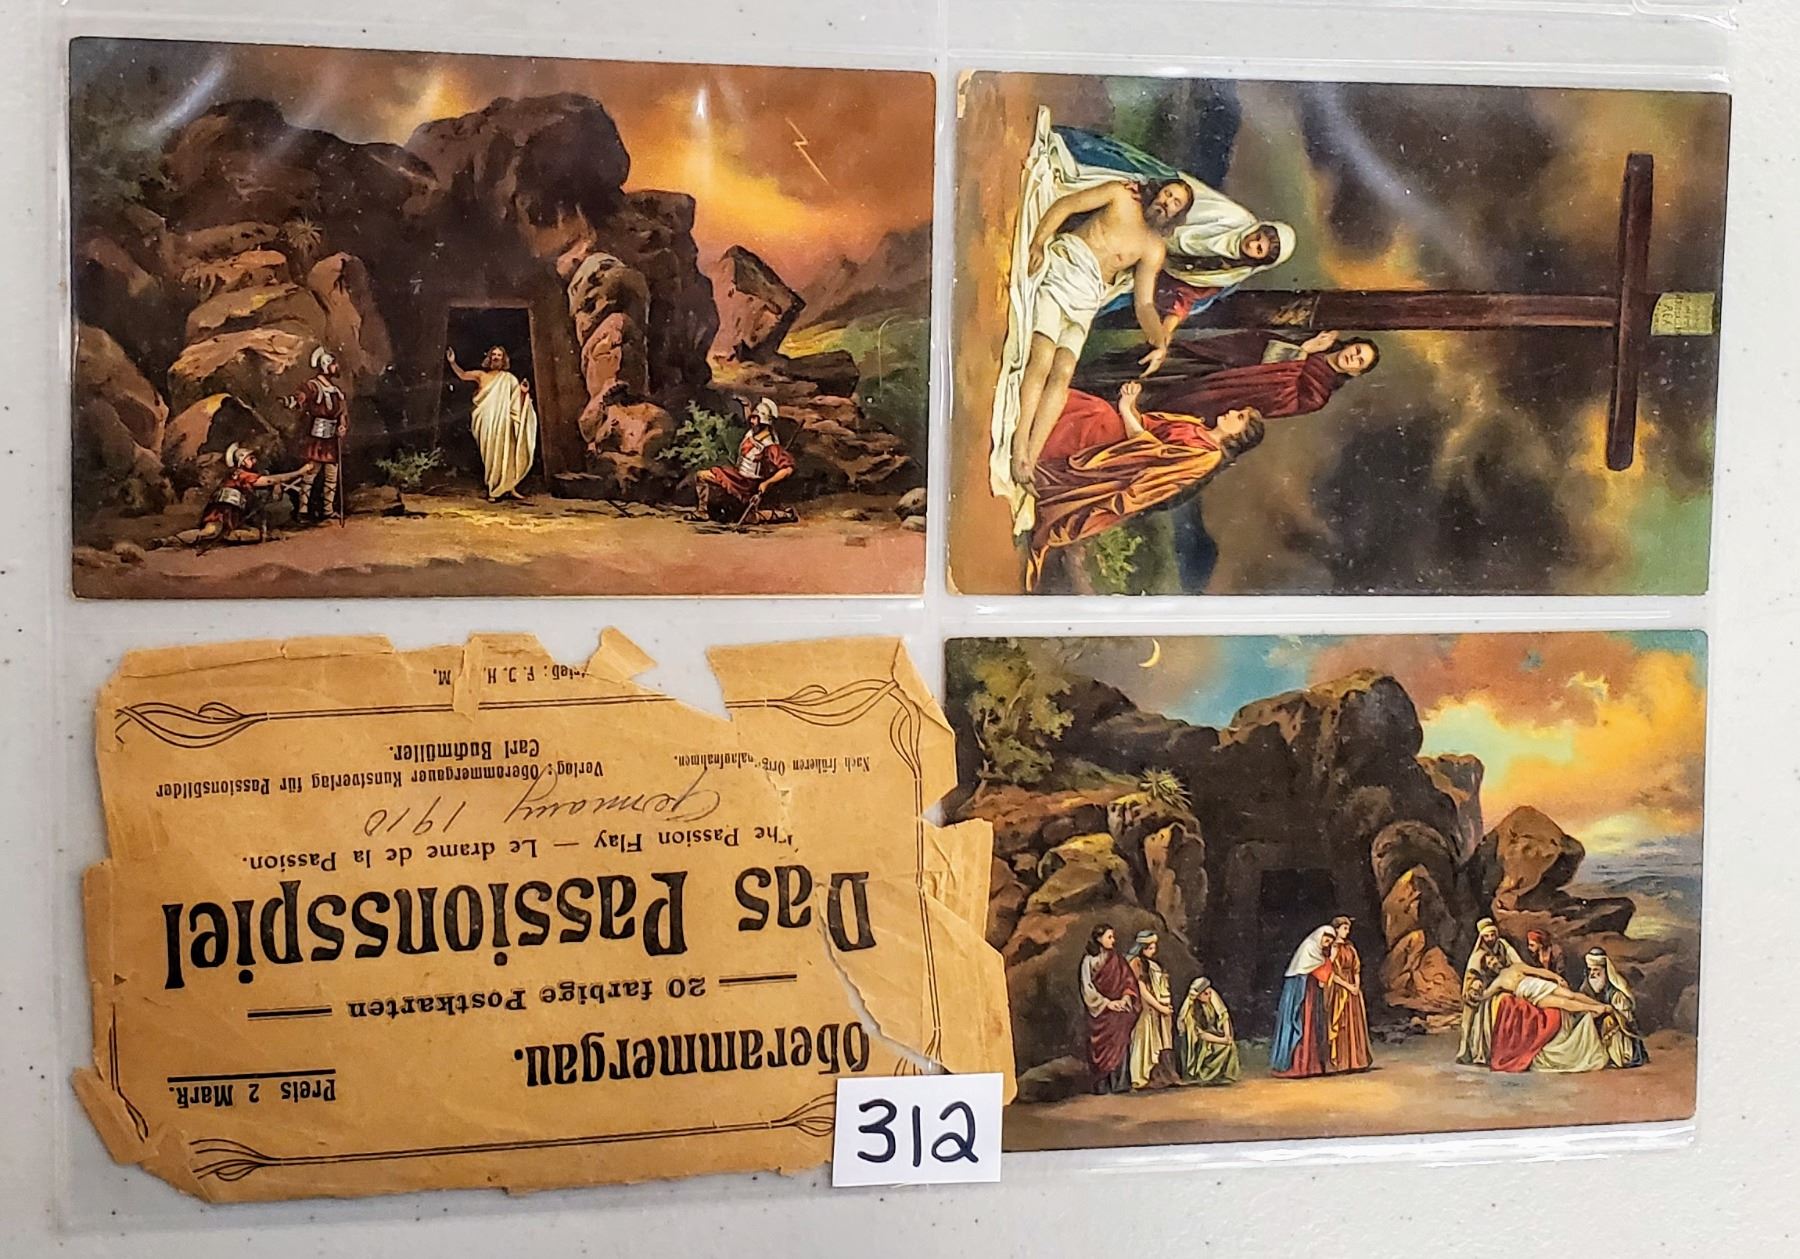 Preis 2 Mark.
Oberammergau.
20 farbige Postkarten
Das Passionsspiel
The Passion Play — Le drame de la Passion.
Germany 1910
Nach früheren Originalaufnahmen.
Verlag: Oberammergauer Kunstverlag für Passionsbilder
Carl Buchmüller.
F. J. H. M,
312